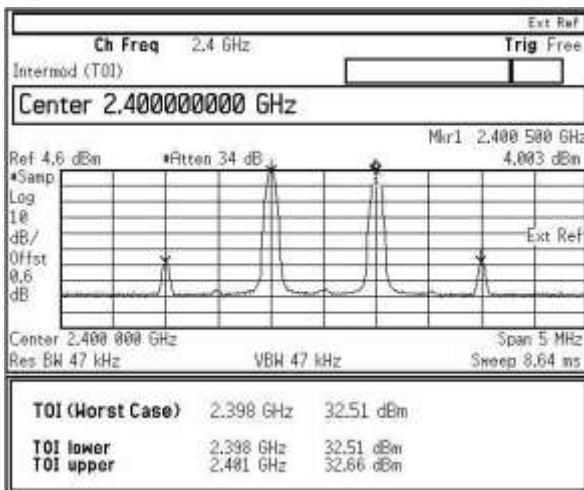 Ext Ref
Ch Freq 2.4 GHz Trig Free
Intermod (TOI)
Center 2.400000000 GHz
Mkr1 2.400 500 GHz
Ref 4.6 dBm #Atten 34 dB 4.003 dBm
#Samp
Log
10
dB/
Offst
0.6
dB
Ext Ref
Center 2.400 000 GHz Span 5 MHz
Res BW 47 kHz VBW 47 kHz Sweep 8.64 ms
TOI (Worst Case) 2.398 GHz 32.51 dBm
TOI lower 2.398 GHz 32.51 dBm
TOI upper 2.401 GHz 32.66 dBm